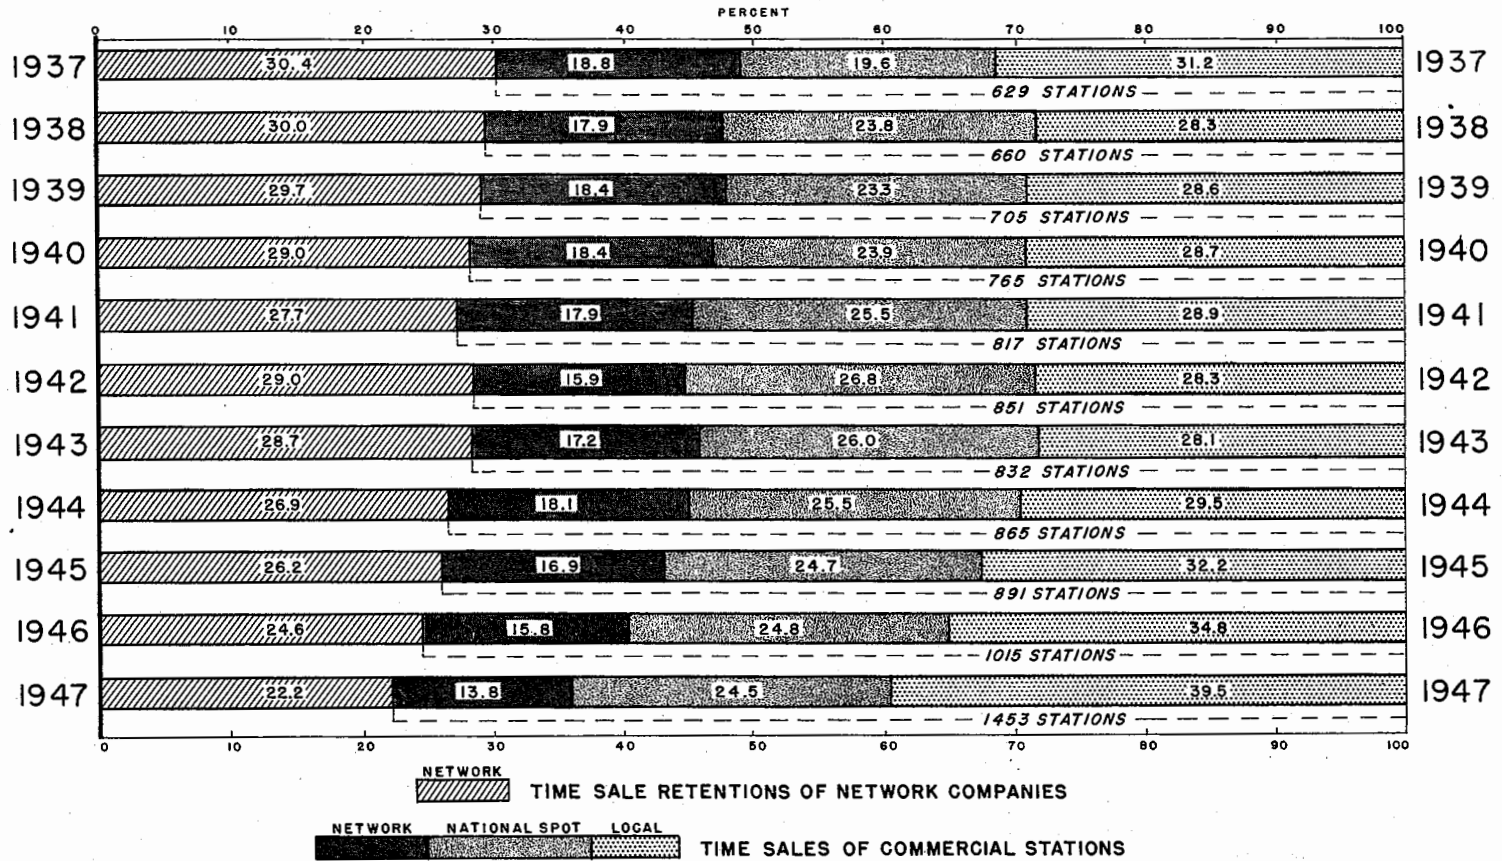 PERCENT
0 10 20 30 40 50 60 70 80 90 100
1937 30.4 18.8 19.6 31.2 1937
629 STATIONS
1938 30.0 17.9 23.8 28.3 1938
660 STATIONS
1939 29.7 18.4 23.3 28.6 1939
705 STATIONS
1940 29.0 18.4 23.9 28.7 1940
765 STATIONS
1941 27.7 17.9 25.5 28.9 1941
817 STATIONS
1942 29.0 15.9 26.8 28.3 1942
851 STATIONS
1943 28.7 17.2 26.0 28.1 1943
832 STATIONS
1944 26.9 18.1 25.5 29.5 1944
865 STATIONS
1945 26.2 16.9 24.7 32.2 1945
891 STATIONS
1946 24.6 15.8 24.8 34.8 1946
1015 STATIONS
1947 22.2 13.8 24.5 39.5 1947
1453 STATIONS
0 10 20 30 40 50 60 70 80 90 100
NETWORK
TIME SALE RETENTIONS OF NETWORK COMPANIES
NETWORK NATIONAL SPOT LOCAL
TIME SALES OF COMMERCIAL STATIONS